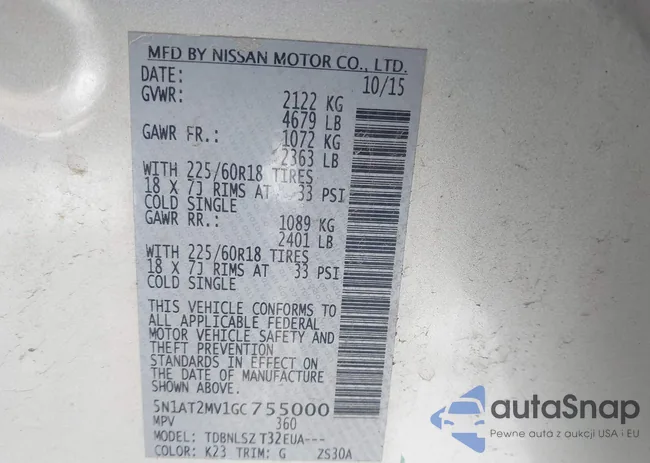 MFD BY NISSAN MOTOR CO., LTD.
DATE: 10/15
GVWR: 2122 KG
4679 LB
GAWR FR.: 1072 KG
2363 LB
WITH 225/60R18 TIRES
18 X 7J RIMS AT 33 PSI
COLD SINGLE
GAWR RR.: 1089 KG
2401 LB
WITH 225/60R18 TIRES
18 X 7J RIMS AT 33 PSI
COLD SINGLE
THIS VEHICLE CONFORMS TO
ALL APPLICABLE FEDERAL
MOTOR VEHICLE SAFETY AND
THEFT PREVENTION
STANDARDS IN EFFECT ON
THE DATE OF MANUFACTURE
SHOWN ABOVE.
5N1AT2MV1GC755000
MPV 360
MODEL: TDBNLSZ T32EUA---
COLOR: K23 TRIM: G ZS30A
autoSnap
Pewne auta z aukcji USA i EU